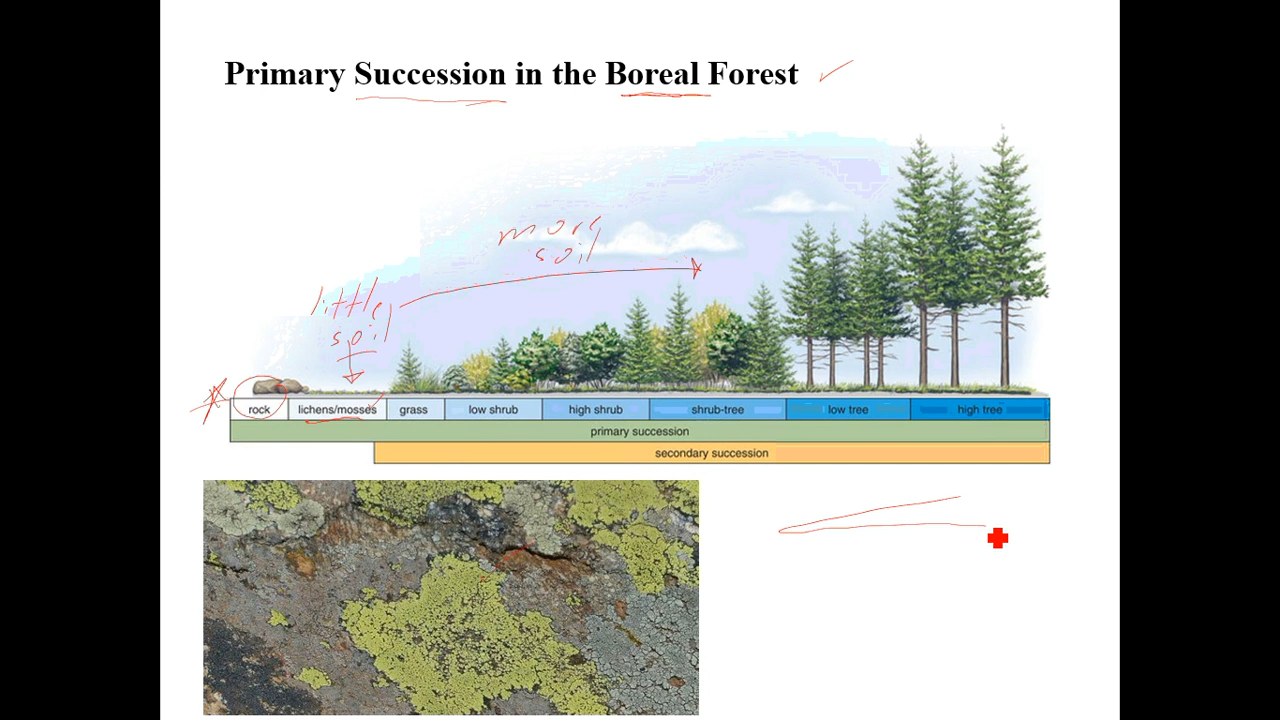 Primary Succession in the Boreal Forest
more
soil
little
soil
rock lichens/mosses grass low shrub high shrub shrub-tree low tree high tree
primary succession
secondary succession